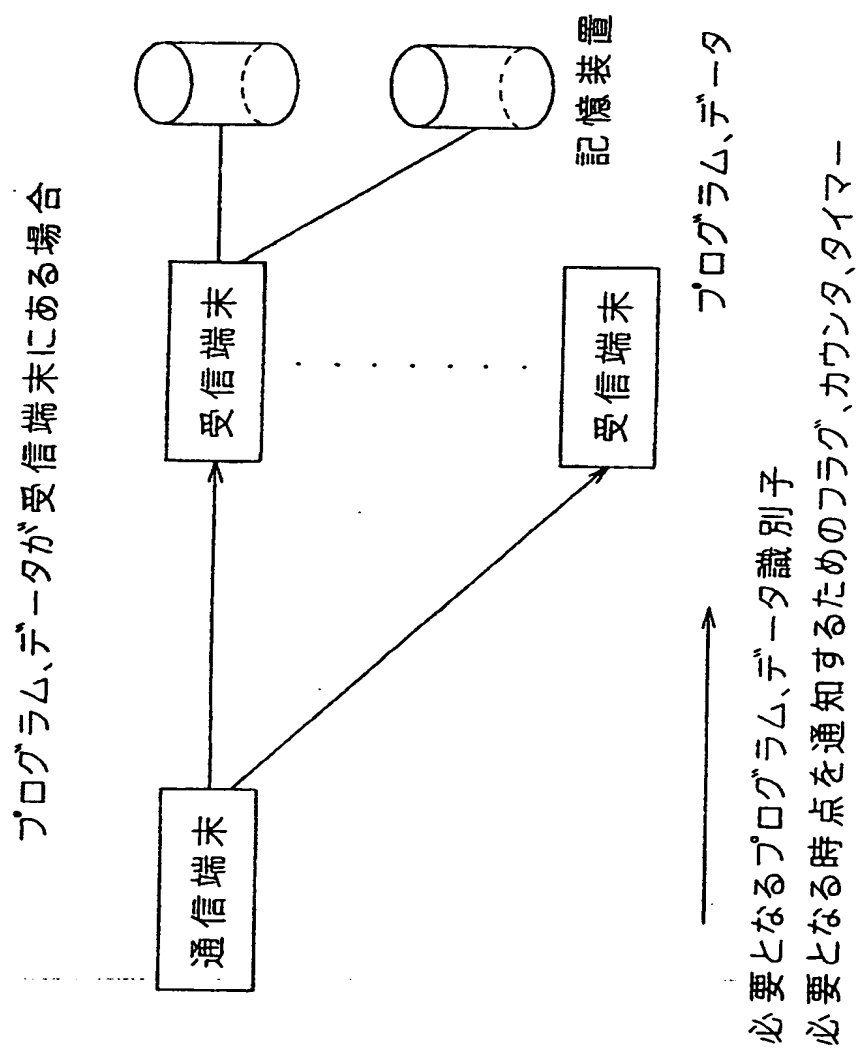 プログラム、データが受信端末にある場合
通信端末
受信端末
受信端末
記憶装置
プログラム、データ
必要となるプログラム、データ識別子
必要となる時点を通知するためのフラグ、カウンタ、タイマー